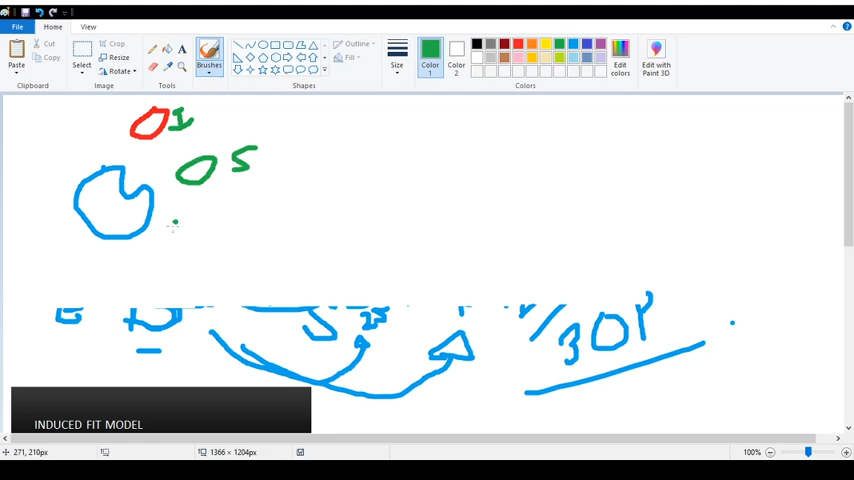 File Home View
Cut
Copy
Paste
Clipboard
Select
Crop
Resize
Rotate
Image
Tools
Brushes
Outline
Fill
Shapes
Size
Color 1
Color 2
Edit colors
Colors
Edit with Paint 3D
I
S
E
/30P
INDUCED FIT MODEL
271, 210px
1366 × 1204px
100%